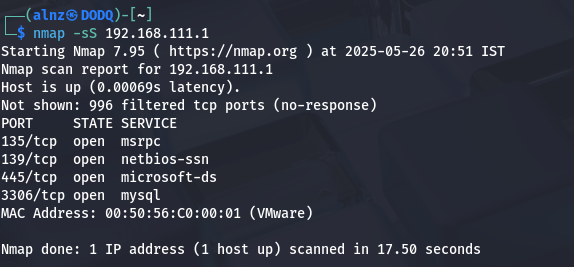 ┌──(alnz㉿DODQ)-[~]
└─$ nmap -sS 192.168.111.1
Starting Nmap 7.95 ( https://nmap.org ) at 2025-05-26 20:51 IST
Nmap scan report for 192.168.111.1
Host is up (0.00069s latency).
Not shown: 996 filtered tcp ports (no-response)
PORT     STATE SERVICE
135/tcp  open  msrpc
139/tcp  open  netbios-ssn
445/tcp  open  microsoft-ds
3306/tcp open  mysql
MAC Address: 00:50:56:C0:00:01 (VMware)
Nmap done: 1 IP address (1 host up) scanned in 17.50 seconds